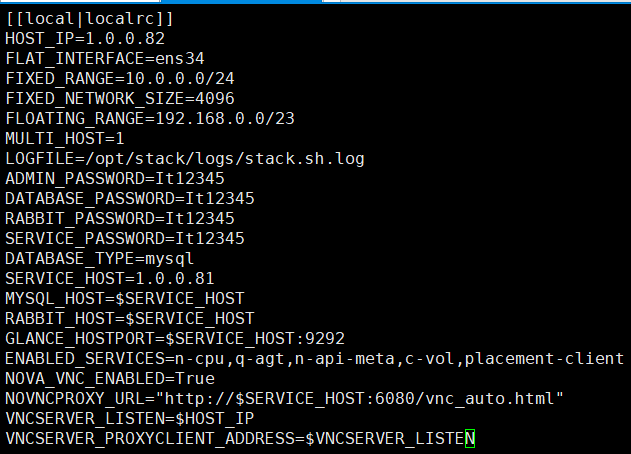 [[local|localrc]]
HOST_IP=1.0.0.82
FLAT_INTERFACE=ens34
FIXED_RANGE=10.0.0.0/24
FIXED_NETWORK_SIZE=4096
FLOATING_RANGE=192.168.0.0/23
MULTI_HOST=1
LOGFILE=/opt/stack/logs/stack.sh.log
ADMIN_PASSWORD=It12345
DATABASE_PASSWORD=It12345
RABBIT_PASSWORD=It12345
SERVICE_PASSWORD=It12345
DATABASE_TYPE=mysql
SERVICE_HOST=1.0.0.81
MYSQL_HOST=$SERVICE_HOST
RABBIT_HOST=$SERVICE_HOST
GLANCE_HOSTPORT=$SERVICE_HOST:9292
ENABLED_SERVICES=n-cpu,q-agt,n-api-meta,c-vol,placement-client
NOVA_VNC_ENABLED=True
NOVNCPROXY_URL="http://$SERVICE_HOST:6080/vnc_auto.html"
VNCSERVER_LISTEN=$HOST_IP
VNCSERVER_PROXYCLIENT_ADDRESS=$VNCSERVER_LISTEN